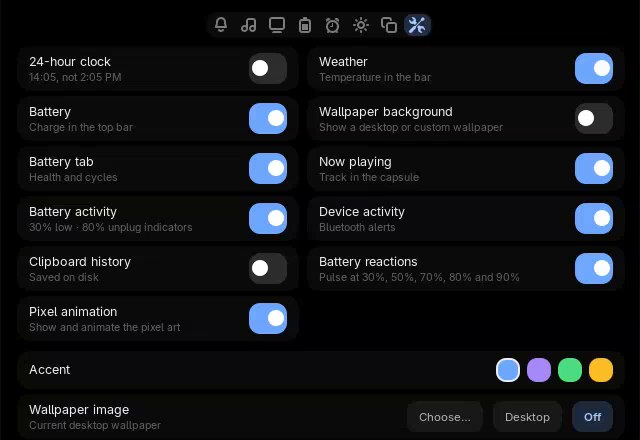 24-hour clock
14:05, not 2:05 PM
Weather
Temperature in the bar
Battery
Charge in the top bar
Wallpaper background
Show a desktop or custom wallpaper
Battery tab
Health and cycles
Now playing
Track in the capsule
Battery activity
30% low · 80% unplug indicators
Device activity
Bluetooth alerts
Clipboard history
Saved on disk
Battery reactions
Pulse at 30%, 50%, 70%, 80% and 90%
Pixel animation
Show and animate the pixel art
Accent
Wallpaper image
Current desktop wallpaper
Choose...
Desktop
Off